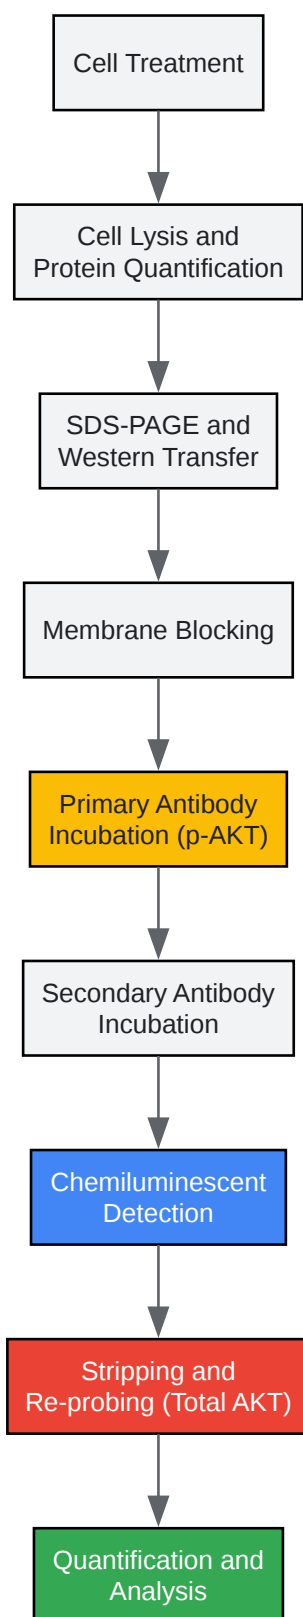 Cell Treatment
Cell Lysis and
Protein Quantification
SDS-PAGE and
Western Transfer
Membrane Blocking
Primary Antibody
Incubation (p-AKT)
Secondary Antibody
Incubation
Chemiluminescent
Detection
Stripping and
Re-probing (Total AKT)
Quantification and
Analysis